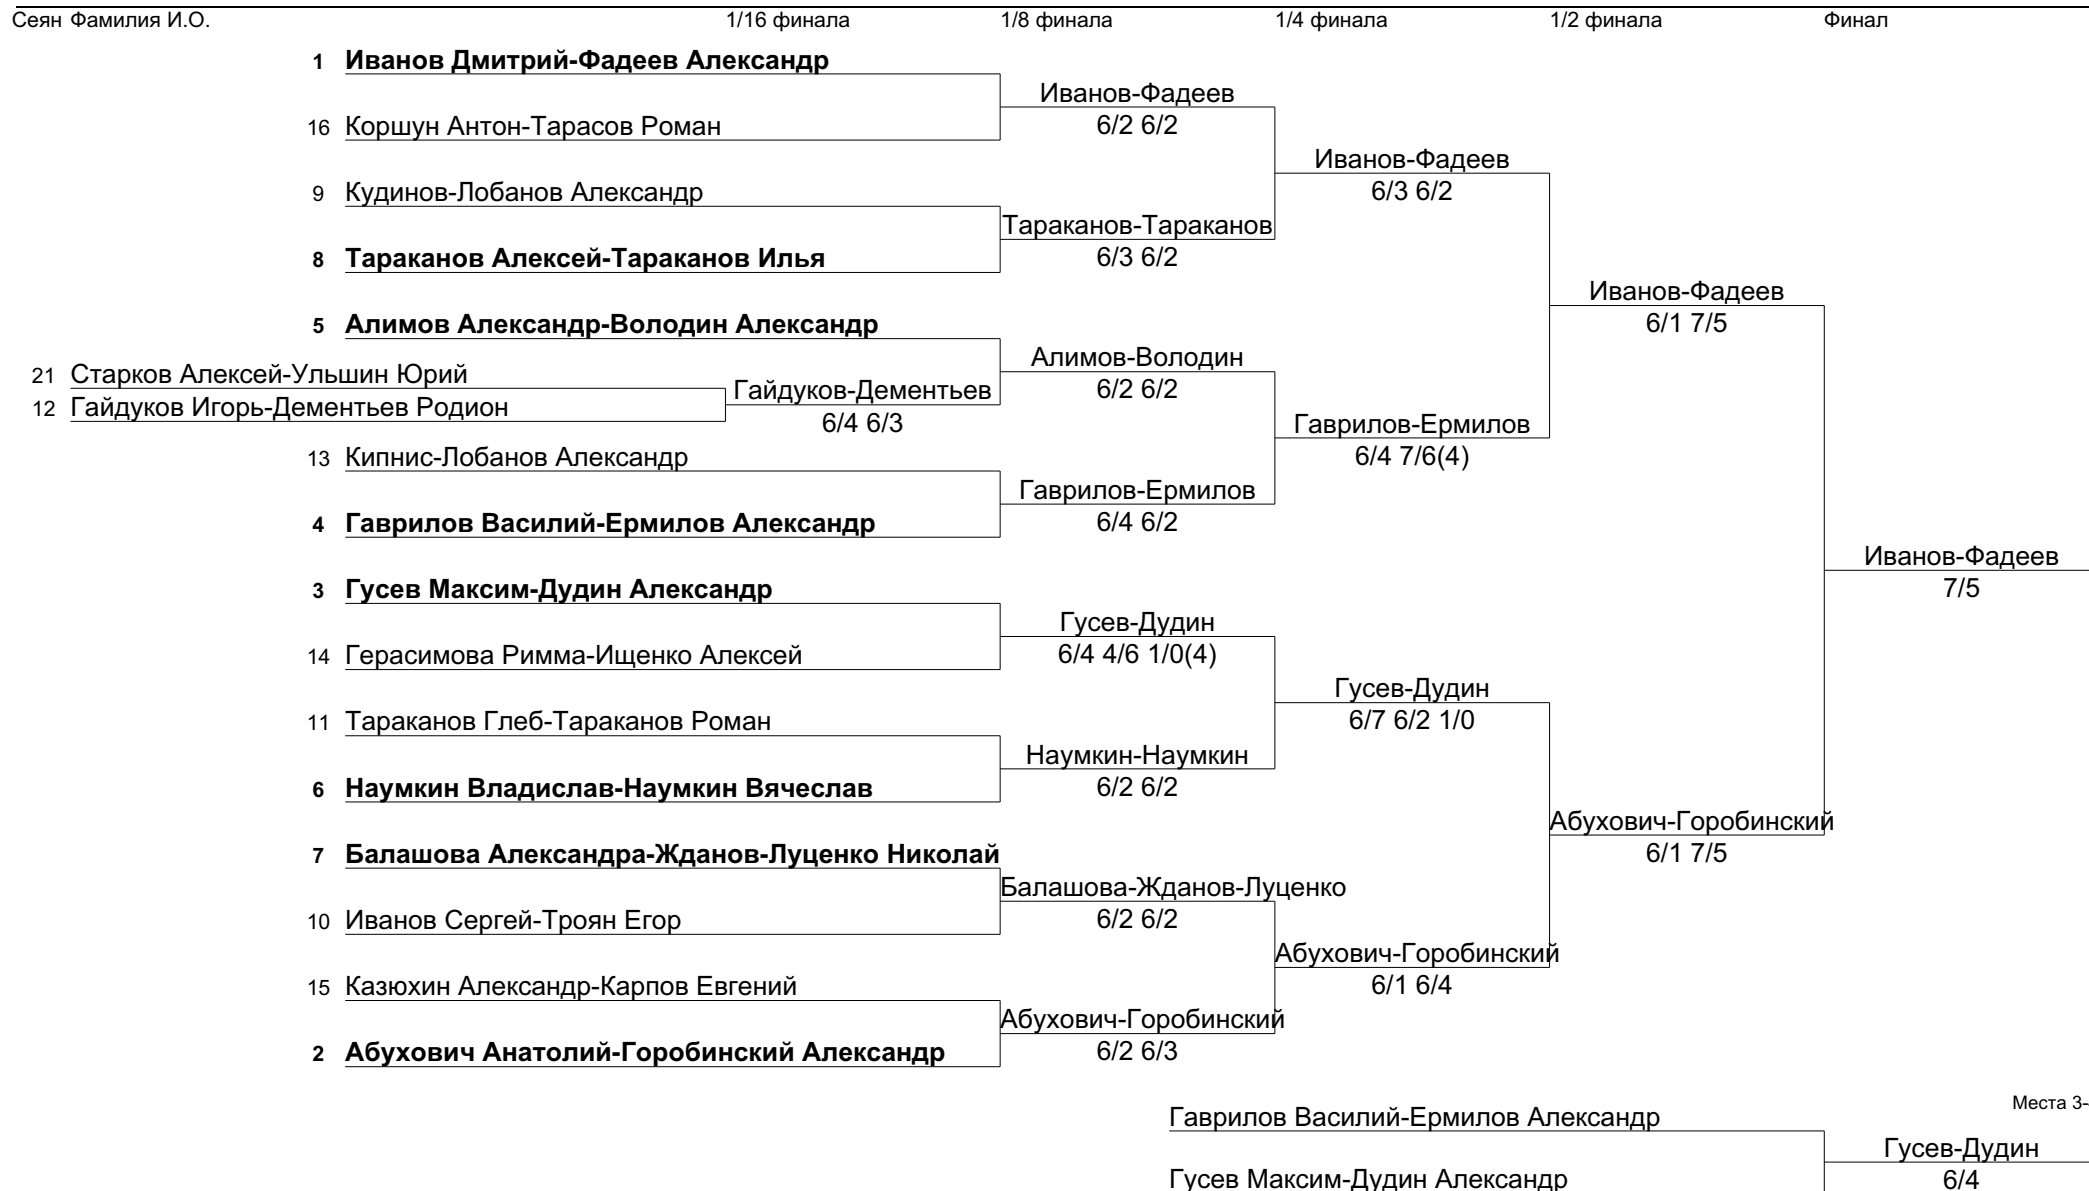 Сеян Фамилия И.О. 1/16 финала 1/8 финала 1/4 финала 1/2 финала Финал
1 Иванов Дмитрий-Фадеев Александр
Иванов-Фадеев
16 Коршун Антон-Тарасов Роман
6/2 6/2
Иванов-Фадеев
9 Кудинов-Лобанов Александр
6/3 6/2
Тараканов-Тараканов
8 Тараканов Алексей-Тараканов Илья
6/3 6/2
Иванов-Фадеев
5 Алимов Александр-Володин Александр
6/1 7/5
Алимов-Володин
21 Старков Алексей-Ульшин Юрий
Гайдуков-Дементьев
6/2 6/2
12 Гайдуков Игорь-Дементьев Родион
6/4 6/3
Гаврилов-Ермилов
13 Кипнис-Лобанов Александр
6/4 7/6(4)
Гаврилов-Ермилов
4 Гаврилов Василий-Ермилов Александр
6/4 6/2
Иванов-Фадеев
3 Гусев Максим-Дудин Александр
7/5
Гусев-Дудин
14 Герасимова Римма-Ищенко Алексей
6/4 4/6 1/0(4)
Гусев-Дудин
11 Тараканов Глеб-Тараканов Роман
6/7 6/2 1/0
Наумкин-Наумкин
6 Наумкин Владислав-Наумкин Вячеслав
6/2 6/2
Абухович-Горобинский
7 Балашова Александра-Жданов-Луценко Николай
6/1 7/5
Балашова-Жданов-Луценко
10 Иванов Сергей-Троян Егор
6/2 6/2
Абухович-Горобинский
15 Казюхин Александр-Карпов Евгений
6/1 6/4
Абухович-Горобинский
2 Абухович Анатолий-Горобинский Александр
6/2 6/3
Места 3-
Гаврилов Василий-Ермилов Александр
Гусев-Дудин
Гусев Максим-Дудин Александр
6/4